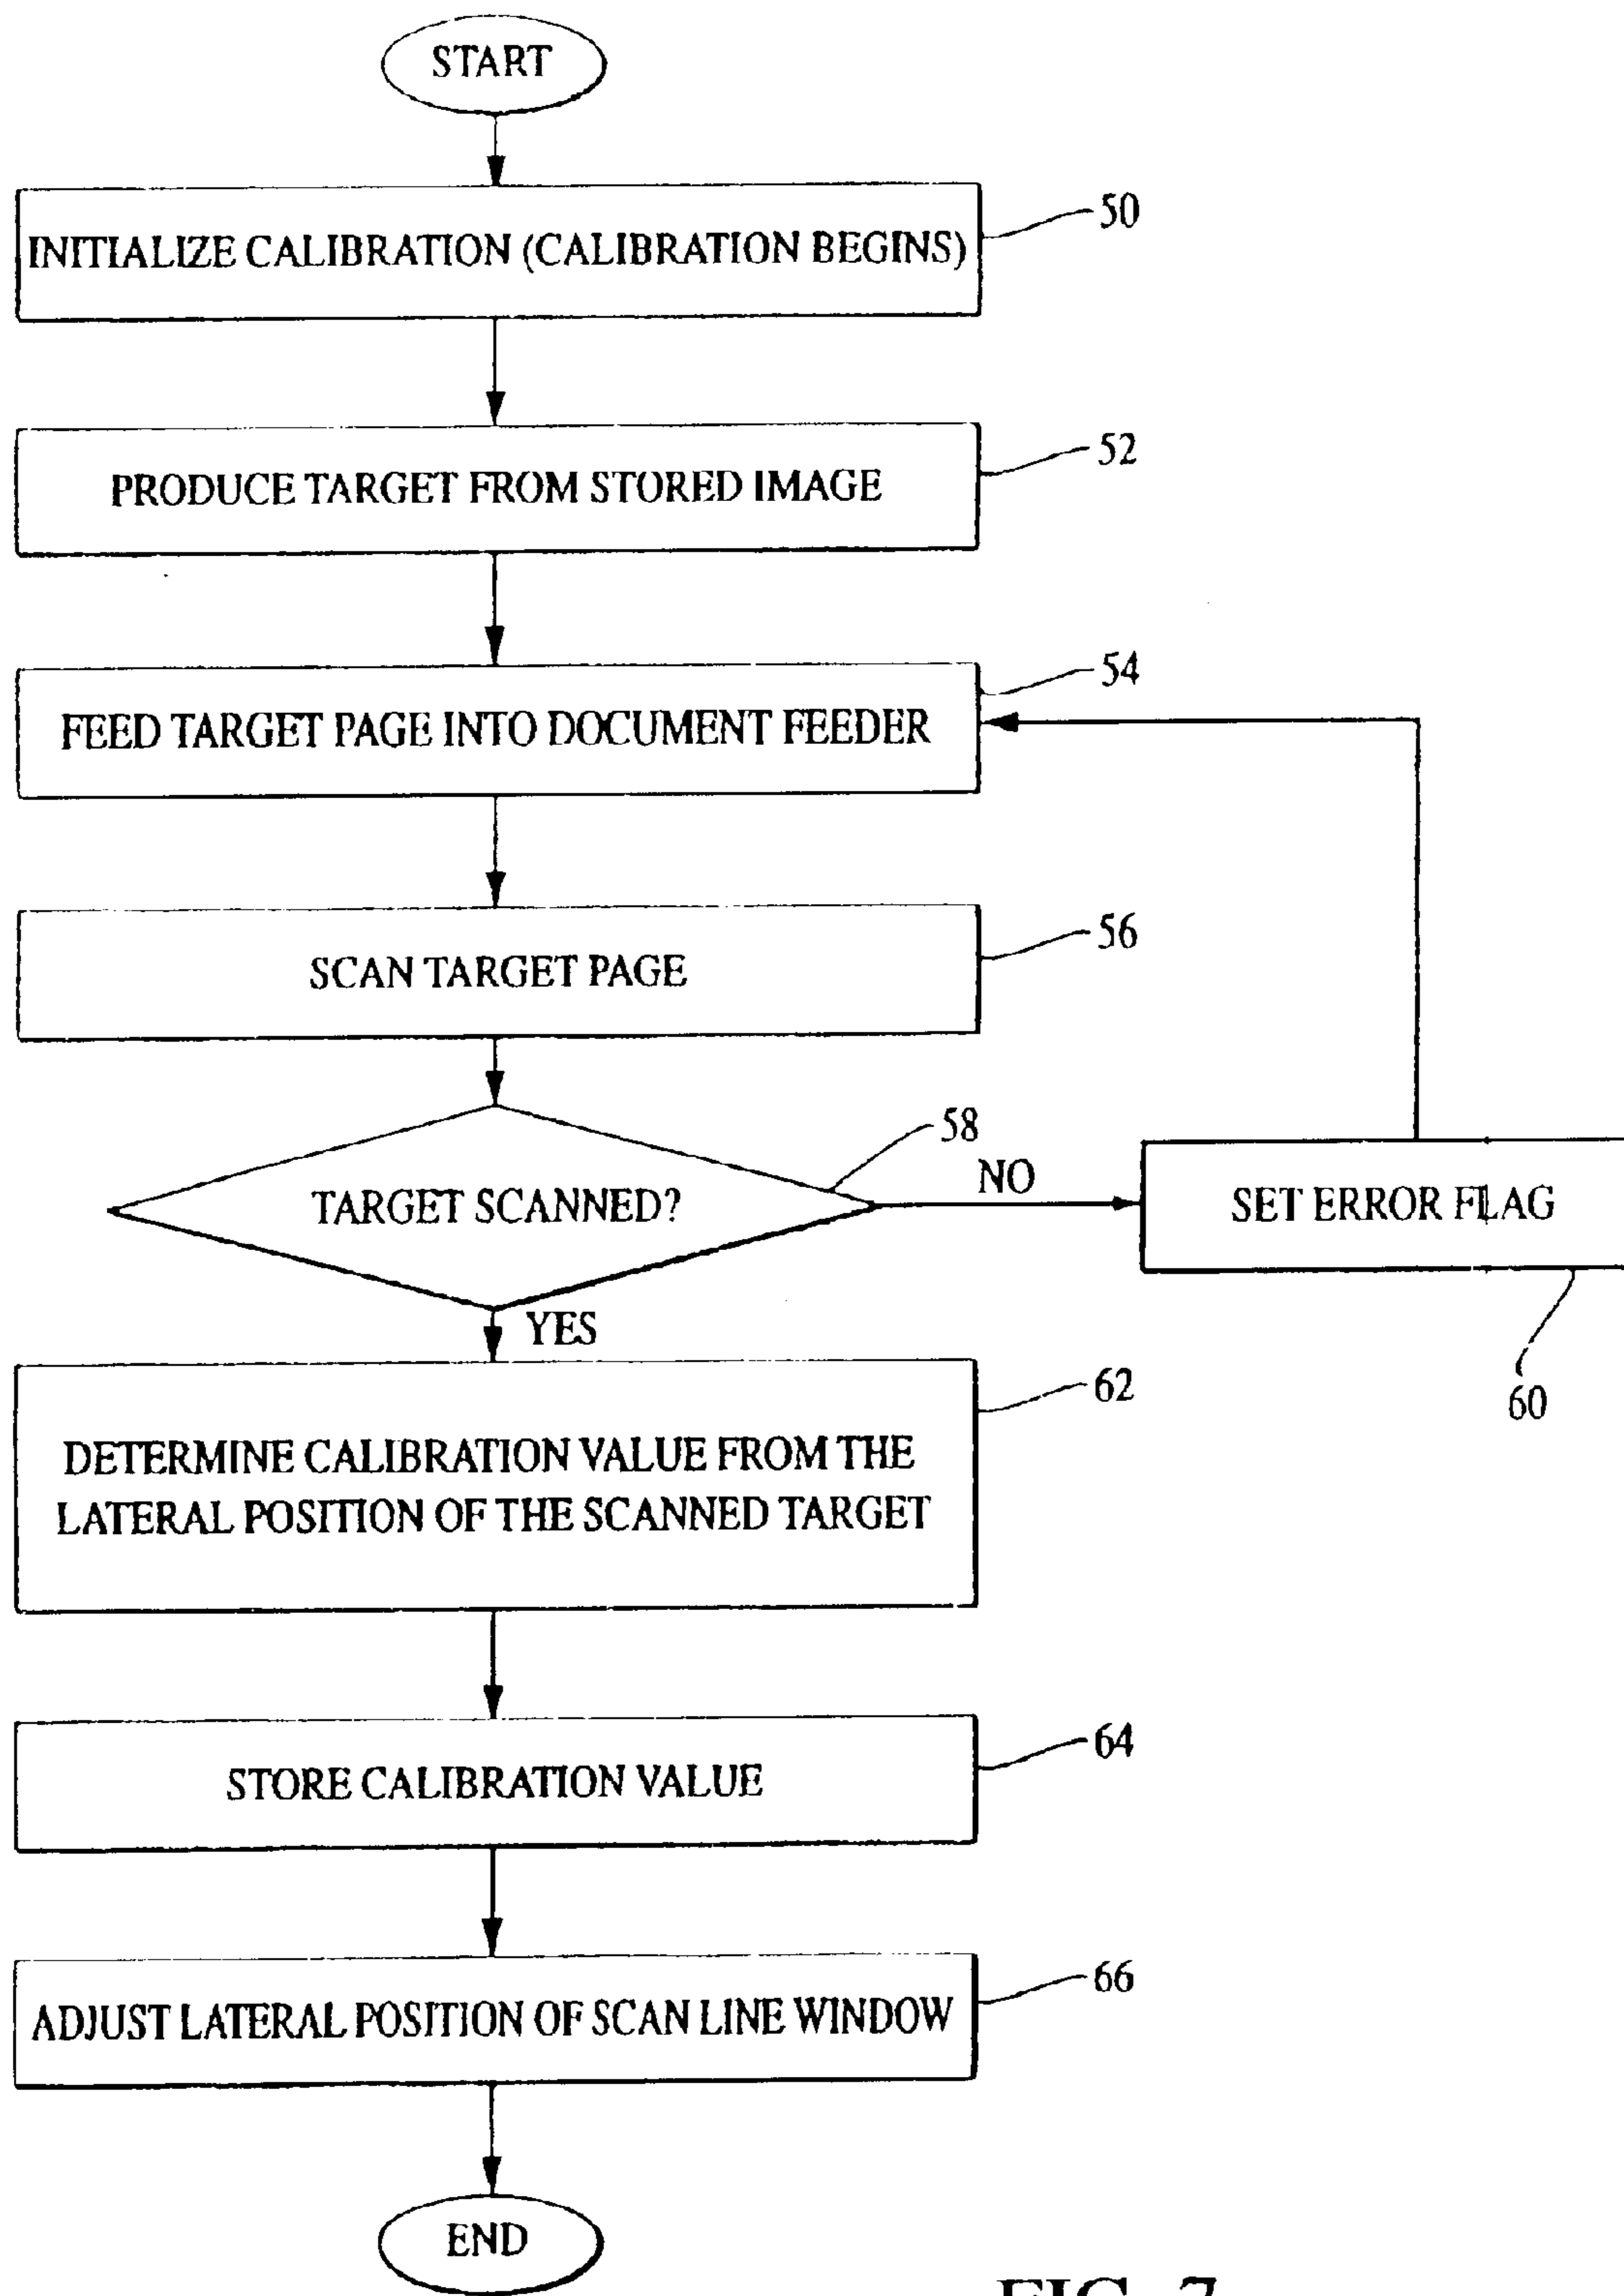 START
INITIALIZE CALIBRATION (CALIBRATION BEGINS)
50
PRODUCE TARGET FROM STORED IMAGE
52
FEED TARGET PAGE INTO DOCUMENT FEEDER
54
SCAN TARGET PAGE
56
TARGET SCANNED?
58
NO
SET ERROR FLAG
60
YES
DETERMINE CALIBRATION VALUE FROM THE
LATERAL POSITION OF THE SCANNED TARGET
62
STORE CALIBRATION VALUE
64
ADJUST LATERAL POSITION OF SCAN LINE WINDOW
66
END
FIG. 7